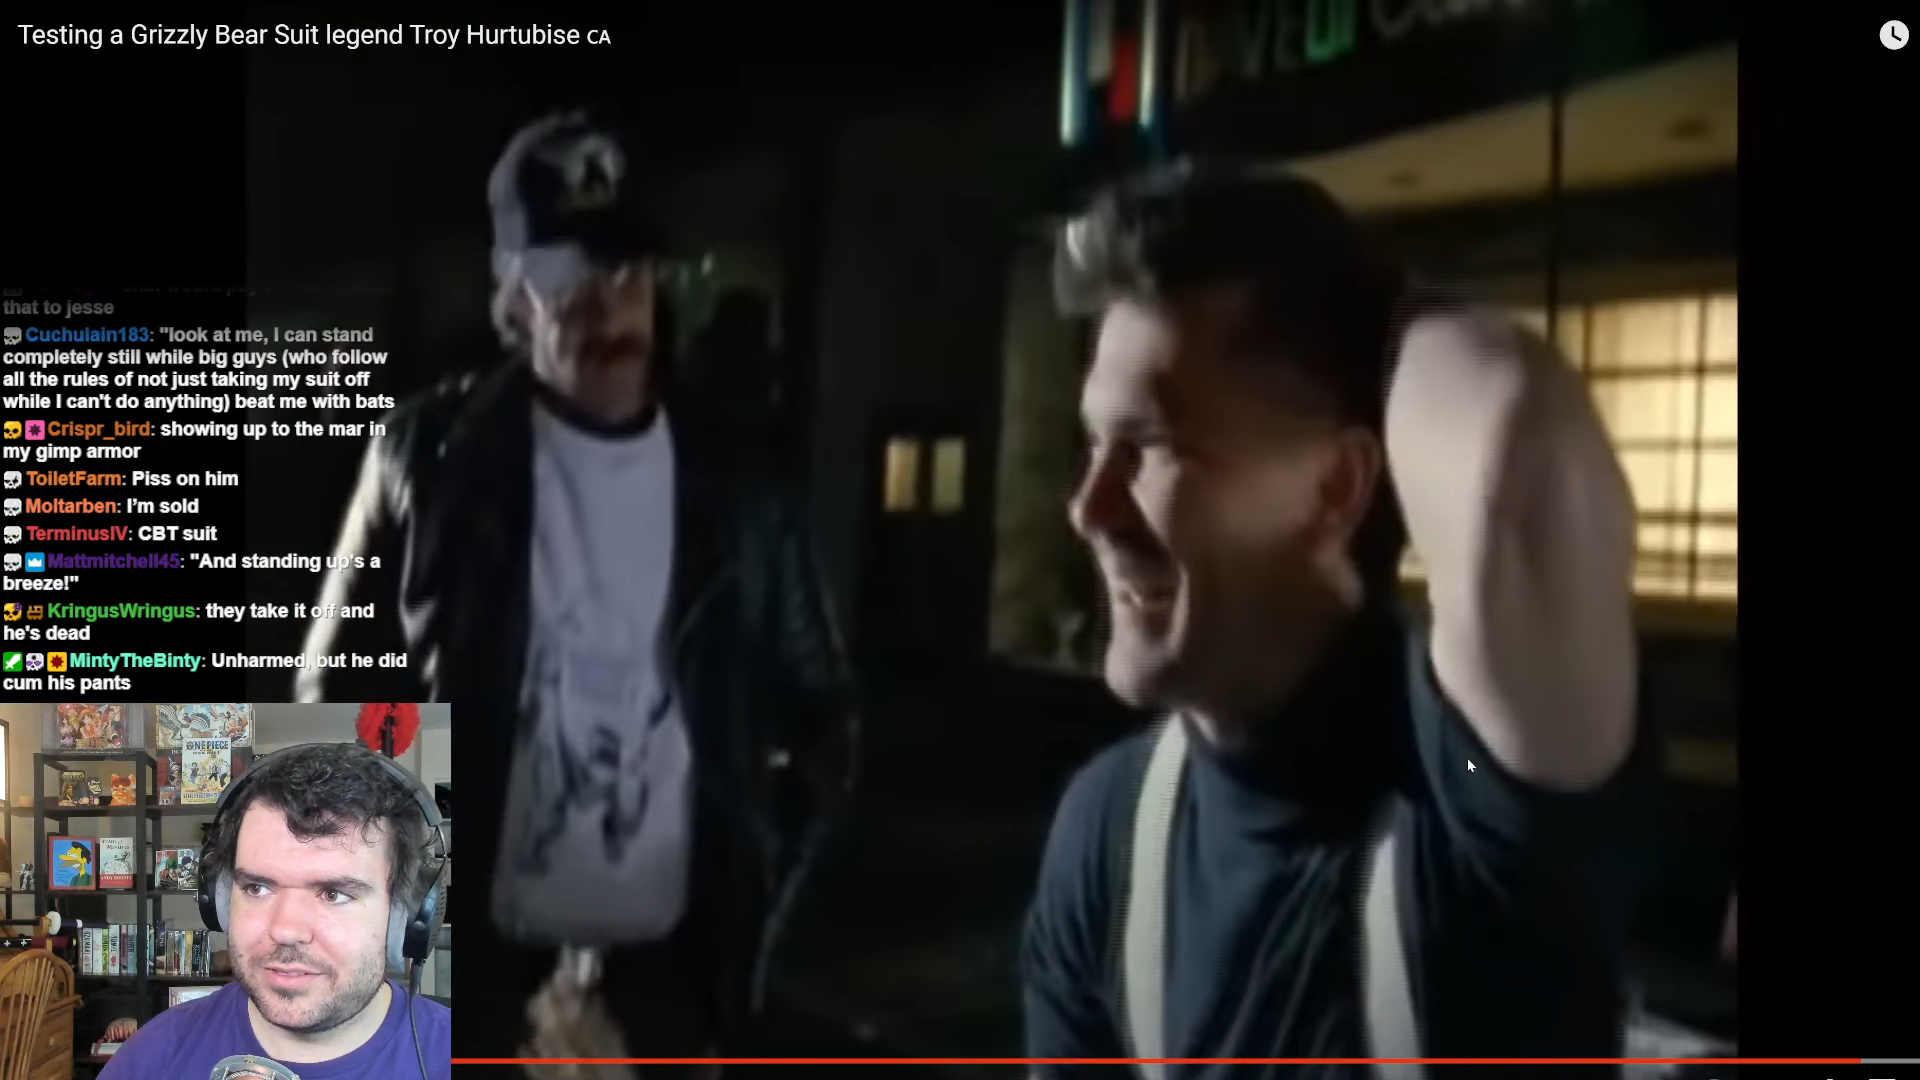 Testing a Grizzly Bear Suit legend Troy Hurtubise CA
that to jesse
Cuchulain183: "look at me, I can stand
completely still while big guys (who follow
all the rules of not just taking my suit off
while I can't do anything) beat me with bats
Crispr_bird: showing up to the mar in
my gimp armor
ToiletFarm: Piss on him
Moltarben: I'm sold
TerminusIV: CBT suit
Mattmitchell45: "And standing up's a
breeze!"
KringusWringus: they take it off and
he's dead
MintyTheBinty: Unharmed, but he did
cum his pants
ONE PIECE